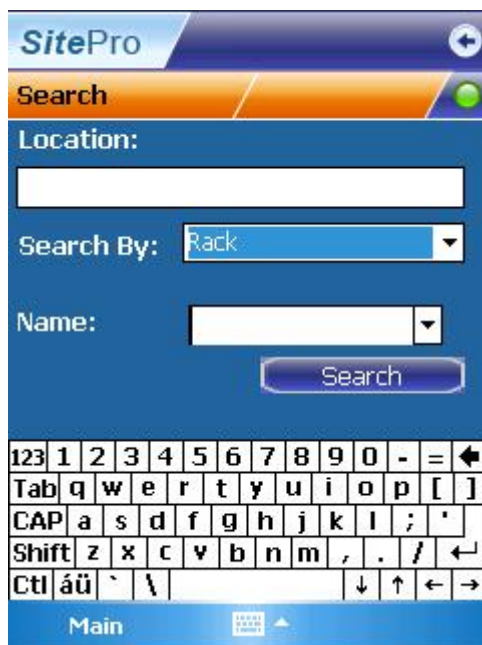 SitePro
Search
Location:
Search By: Rack
Name:
Search
123 1 2 3 4 5 6 7 8 9 0 - =
Tab q w e r t y u i o p [ ]
CAP a s d f g h j k l ; '
Shift z x c v b n m , . /
Ctl áü ` \ ↓ ↑ ← →
Main